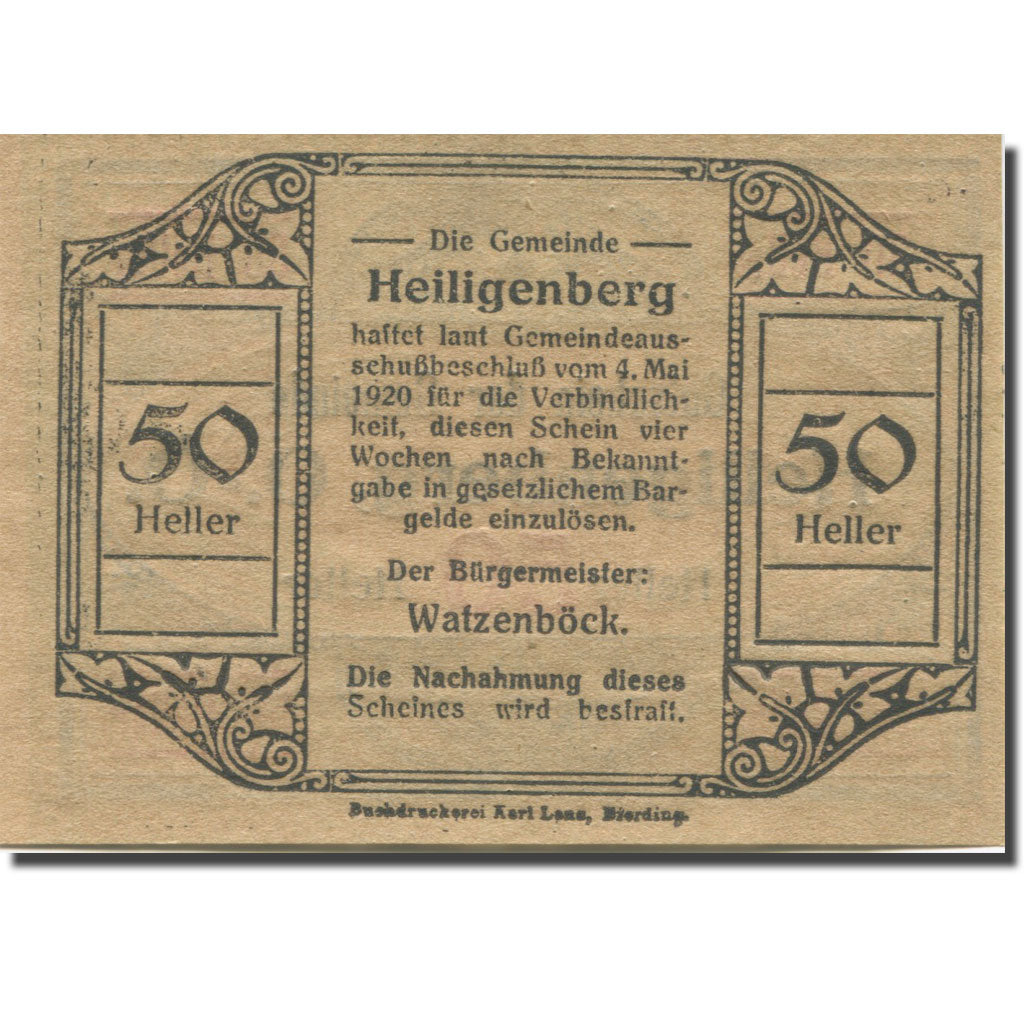 — Die Gemeinde —
Heiligenberg
haftet laut Gemeindeaus-
schußbeschluß vom 4. Mai
1920 für die Verbindlich-
keit, diesen Schein vier
Wochen nach Bekannt-
gabe in gesetzlichem Bar-
gelde einzulösen.
Der Bürgermeister:
Watzenböck.
Die Nachahmung dieses
Scheines wird bestraft.
50
Heller
50
Heller
Buchdruckerei Karl